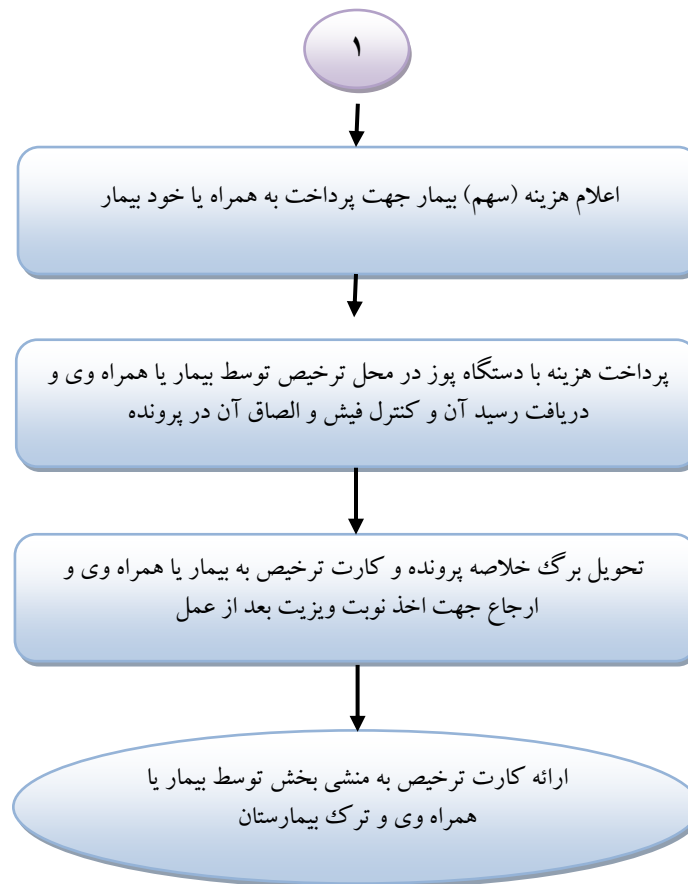 ۱
اعلام هزینه (سهم) بیمار جهت پرداخت به همراه یا خود بیمار
پرداخت هزینه با دستگاه پوز در محل ترخیص توسط بیمار یا همراه وی و
دریافت رسید آن و کنترل فیش و الصاق آن در پرونده
تحویل برگ خلاصه پرونده و کارت ترخیص به بیمار یا همراه وی و
ارجاع جهت اخذ نوبت ویزیت بعد از عمل
ارائه کارت ترخیص به منشی بخش توسط بیمار یا
همراه وی و ترک بیمارستان